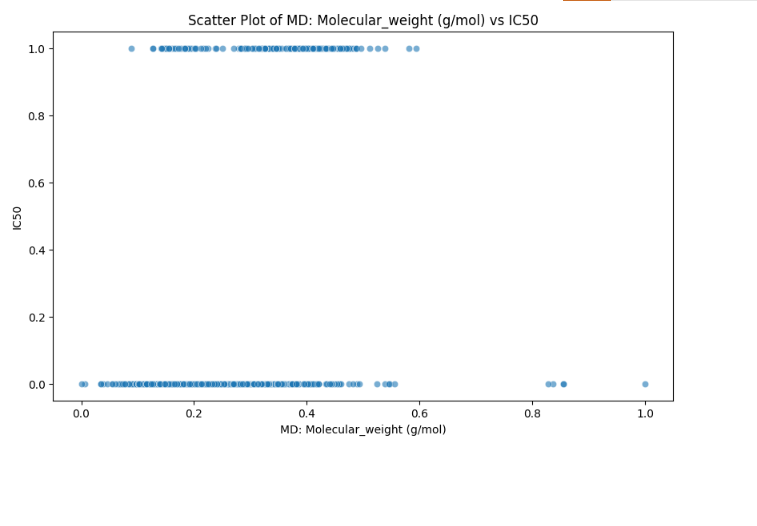 Scatter Plot of MD: Molecular_weight (g/mol) vs IC50
1.0
0.8
0.6
0.4
0.2
0.0
IC50
0.0 0.2 0.4 0.6 0.8 1.0
MD: Molecular_weight (g/mol)